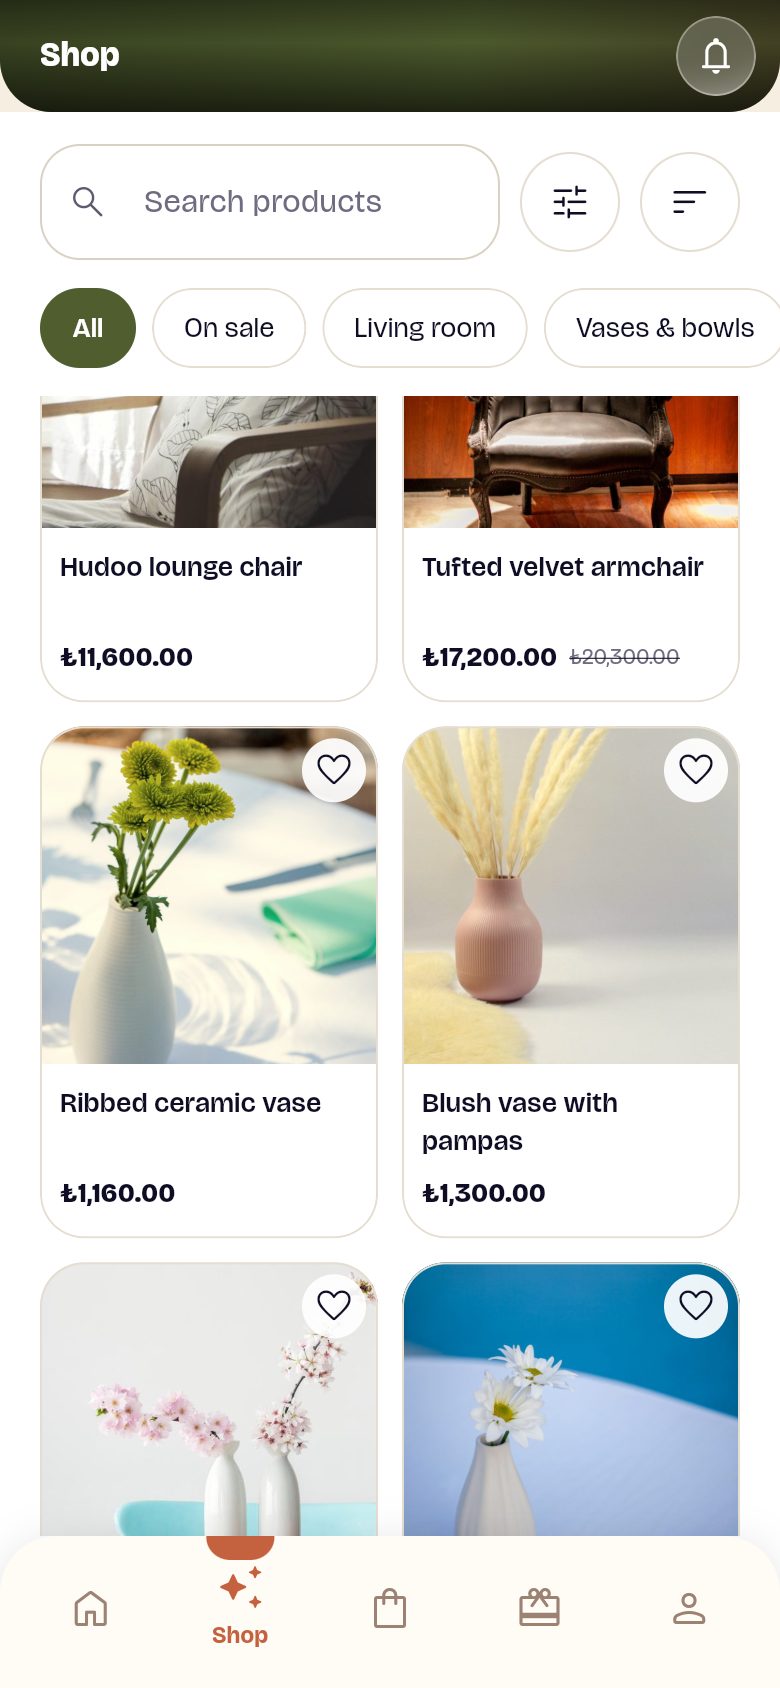 Shop
Search products
All
On sale
Living room
Vases & bowls
Hudoo lounge chair
₺11,600.00
Tufted velvet armchair
₺17,200.00 ₺20,300.00
Ribbed ceramic vase
₺1,160.00
Blush vase with
pampas
₺1,300.00
Shop